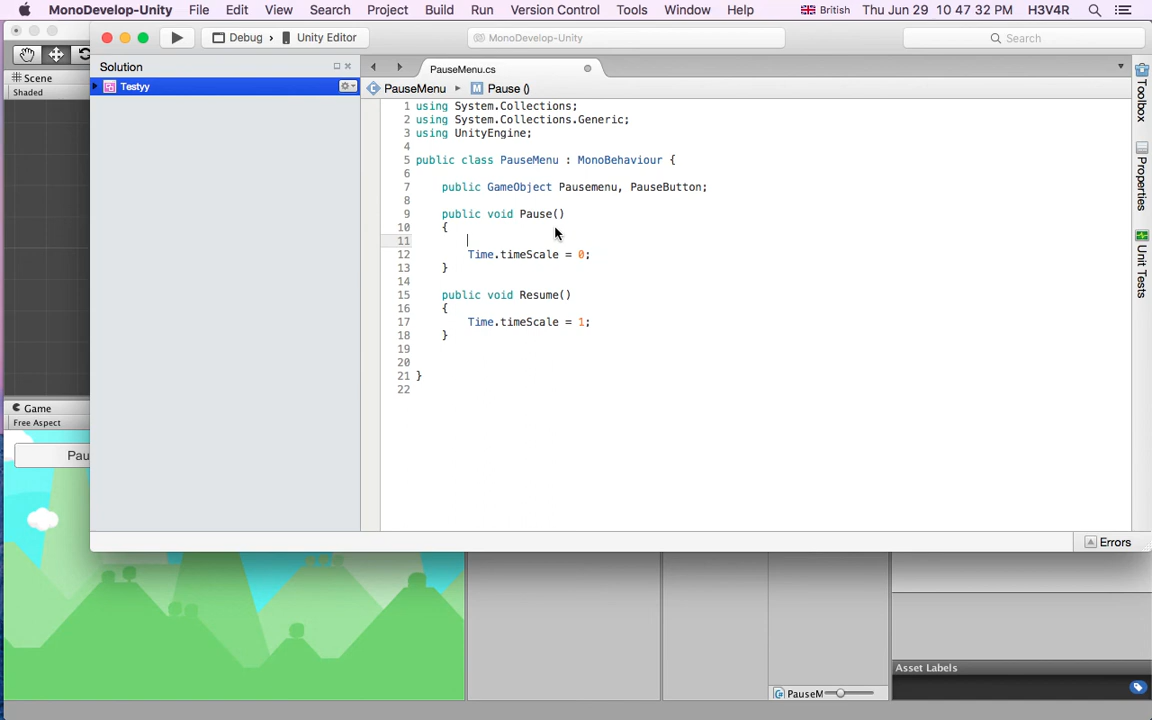 MonoDevelop-Unity File Edit View Search Project Build Run Version Control Tools Window Help British Thu Jun 29 10 47 32 PM H3V4R
Debug › Unity Editor MonoDevelop-Unity Search
Scene
Shaded
Solution
Testyy
PauseMenu.cs
PauseMenu Pause ()
1 using System.Collections;
2 using System.Collections.Generic;
3 using UnityEngine;
4
5 public class PauseMenu : MonoBehaviour {
6
7 public GameObject Pausemenu, PauseButton;
8
9 public void Pause()
10 {
11
12 Time.timeScale = 0;
13 }
14
15 public void Resume()
16 {
17 Time.timeScale = 1;
18 }
19
20
21 }
22
Toolbox
Properties
Unit Tests
Game
Free Aspect
Pau
Errors
Asset Labels
PauseM